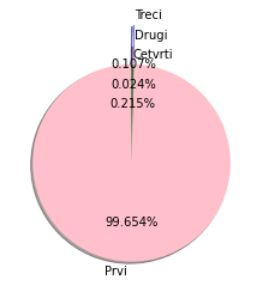 Treci
Drugi
Cetvrti
0.107%
0.024%
0.215%
99.654%
Prvi